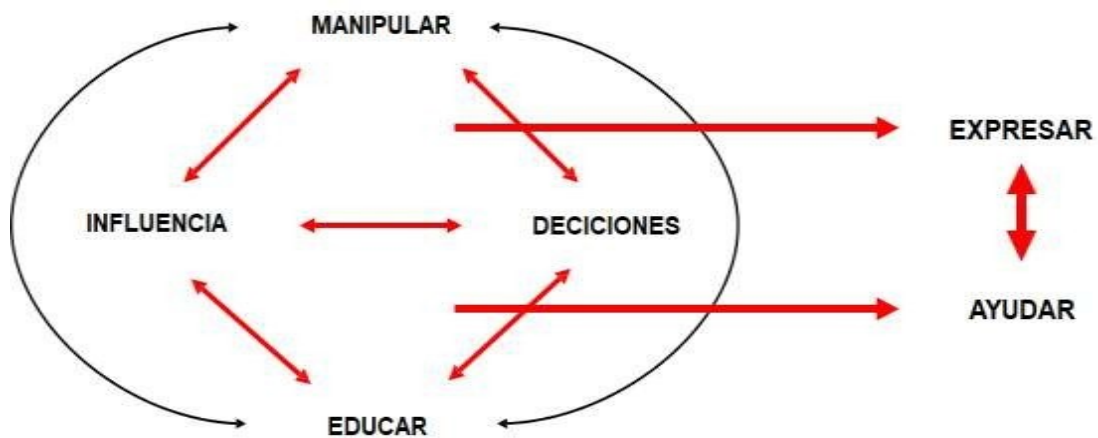 MANIPULAR
EXPRESAR
INFLUENCIA
DECICIONES
AYUDAR
EDUCAR